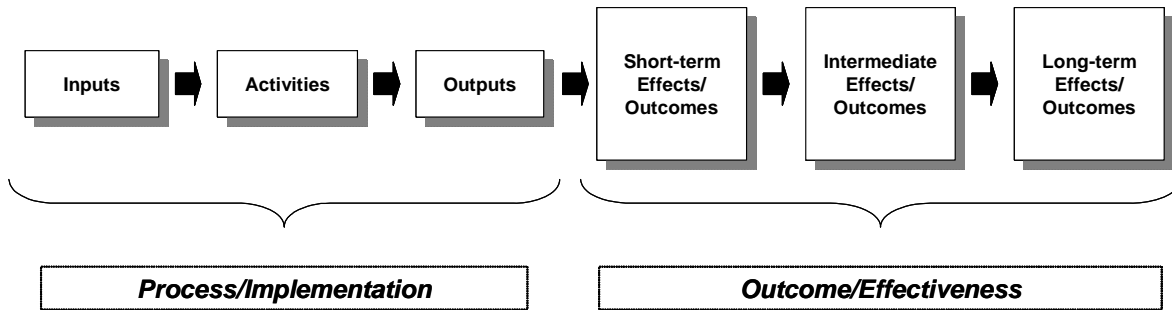 Inputs
Activities
Outputs
Short-term
Effects/
Outcomes
Intermediate
Effects/
Outcomes
Long-term
Effects/
Outcomes
Process/Implementation
Outcome/Effectiveness